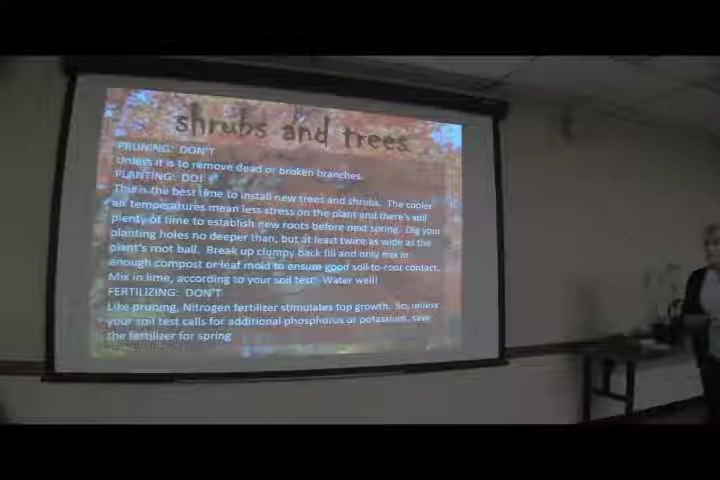 shrubs and trees
PRUNING: DON'T
Unless it is to remove dead or broken branches.
PLANTING: DO!
This is the best time to install new trees and shrubs. The cooler
air temperatures mean less stress on the plant and there's still
plenty of time to establish new roots before next spring. Dig your
planting holes no deeper than, but at least twice as wide as the
plant's root ball. Break up clumpy back fill and only mix in
enough compost or leaf mold to ensure good soil-to-root contact.
Mix in lime, according to your soil test. Water well!
FERTILIZING: DON'T
Like pruning, Nitrogen fertilizer stimulates top growth. So, unless
your soil test calls for additional phosphorus or potassium, save
the fertilizer for spring